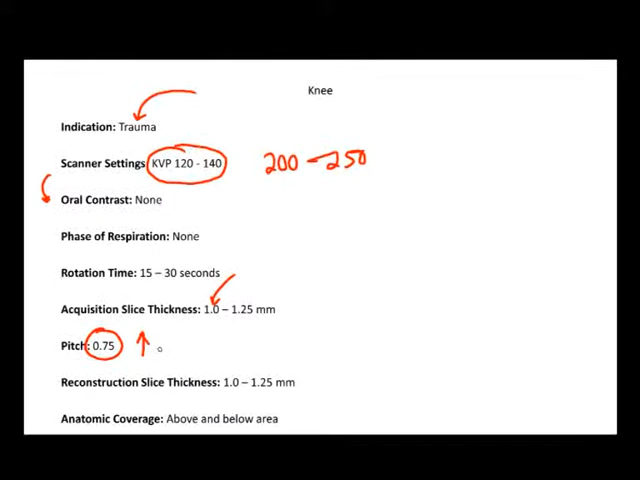 Knee
Indication: Trauma
Scanner Settings: KVP 120 - 140 200 - 250
Oral Contrast: None
Phase of Respiration: None
Rotation Time: 15 – 30 seconds
Acquisition Slice Thickness: 1.0 – 1.25 mm
Pitch: 0.75
Reconstruction Slice Thickness: 1.0 – 1.25 mm
Anatomic Coverage: Above and below area